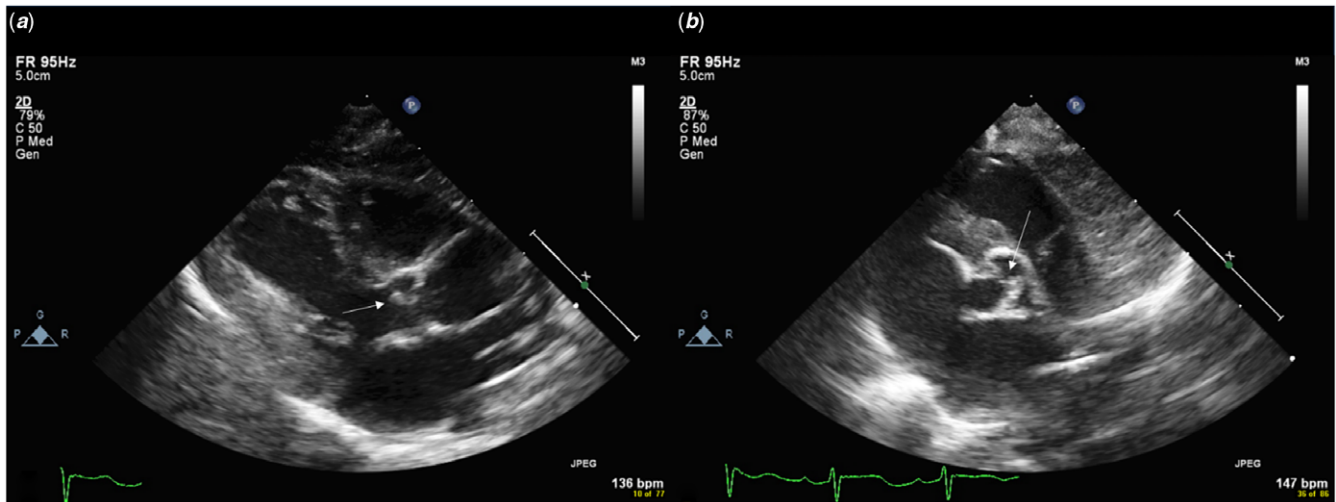 (a)
FR 95Hz
5.0cm
2D
79%
C 50
P Med
Gen
P
M3
G
P R
X
JPEG
136 bpm
10 of 77
(b)
FR 95Hz
5.0cm
2D
87%
C 50
P Med
Gen
P
M3
G
P R
X
JPEG
147 bpm
36 of 88